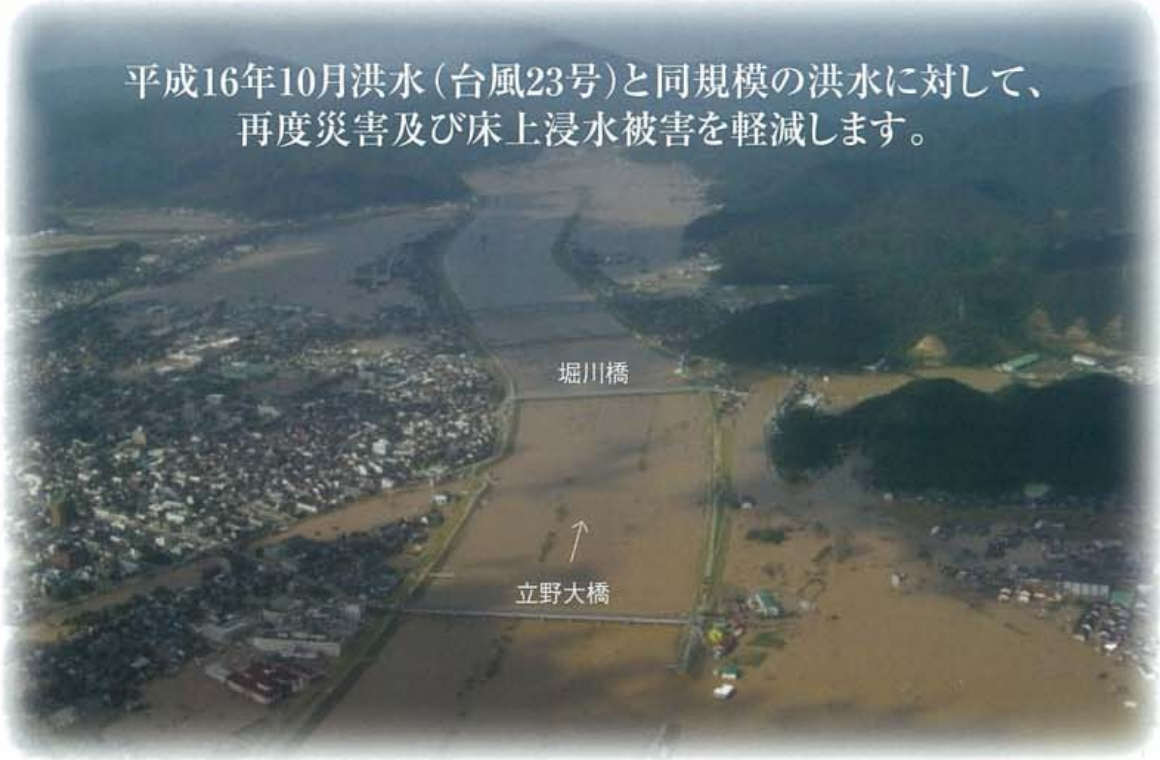 平成16年10月洪水（台風23号）と同規模の洪水に対して、
再度災害及び床上浸水被害を軽減します。
堀川橋
立野大橋